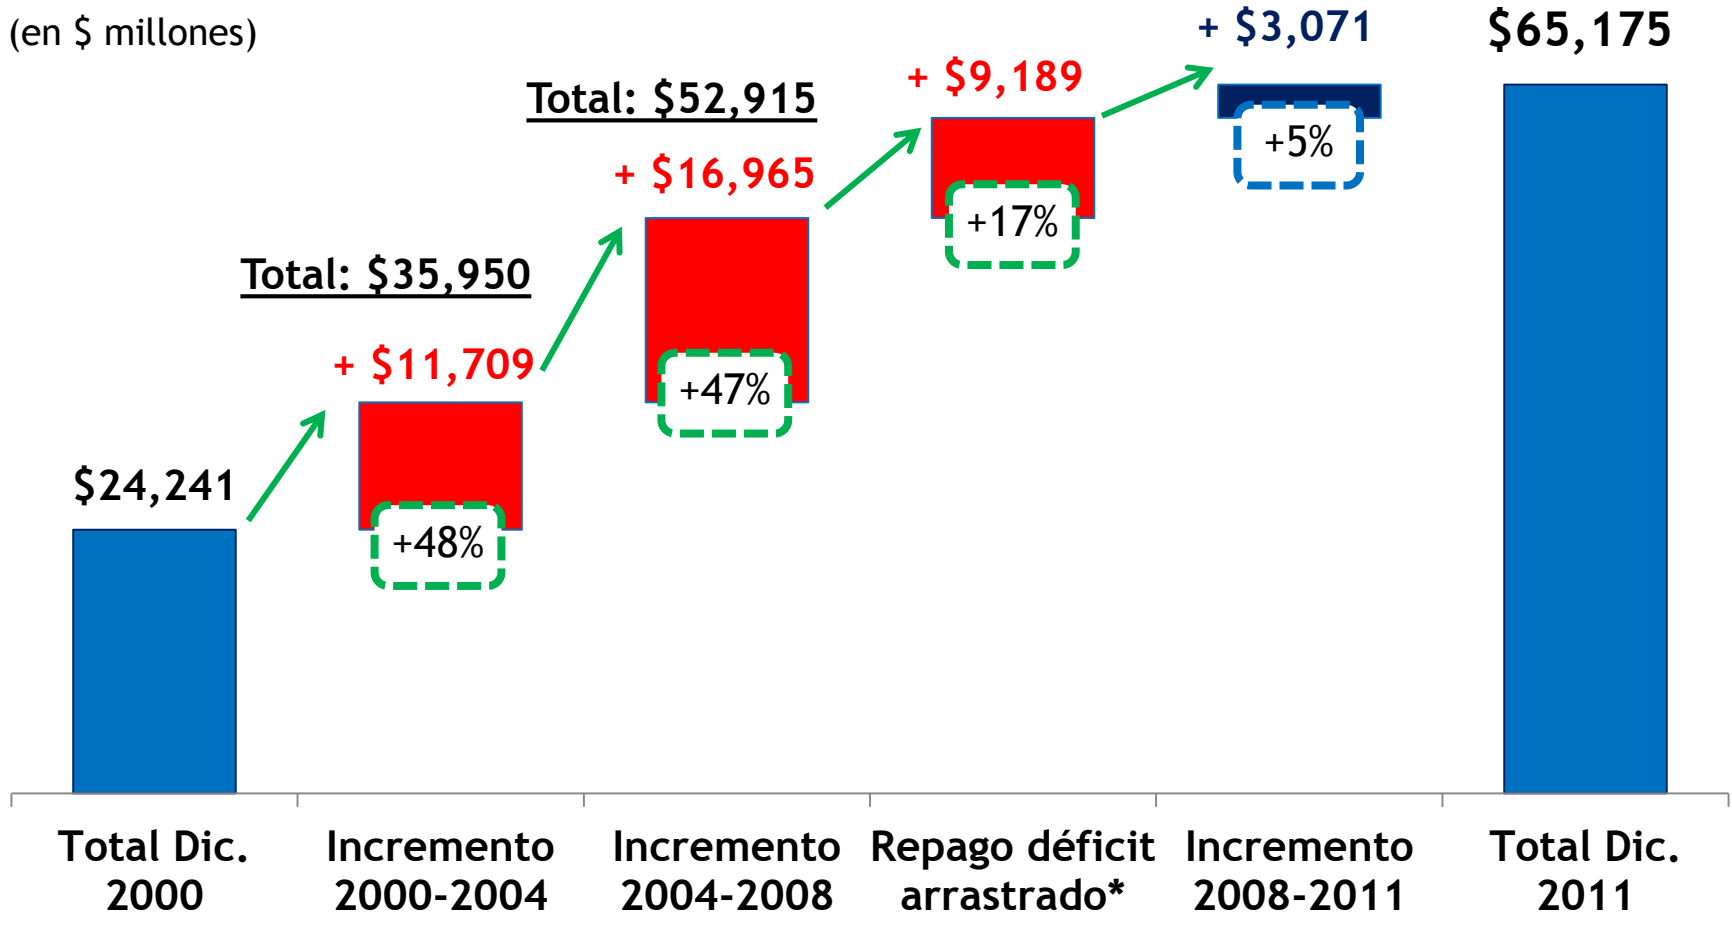 (en $ millones)
$24,241
+48%
+ $11,709
Total: $35,950
+47%
+ $16,965
Total: $52,915
+17%
+ $9,189
+5%
+ $3,071
$65,175
Total Dic.
2000
Incremento
2000-2004
Incremento
2004-2008
Repago déficit
arrastrado*
Incremento
2008-2011
Total Dic.
2011